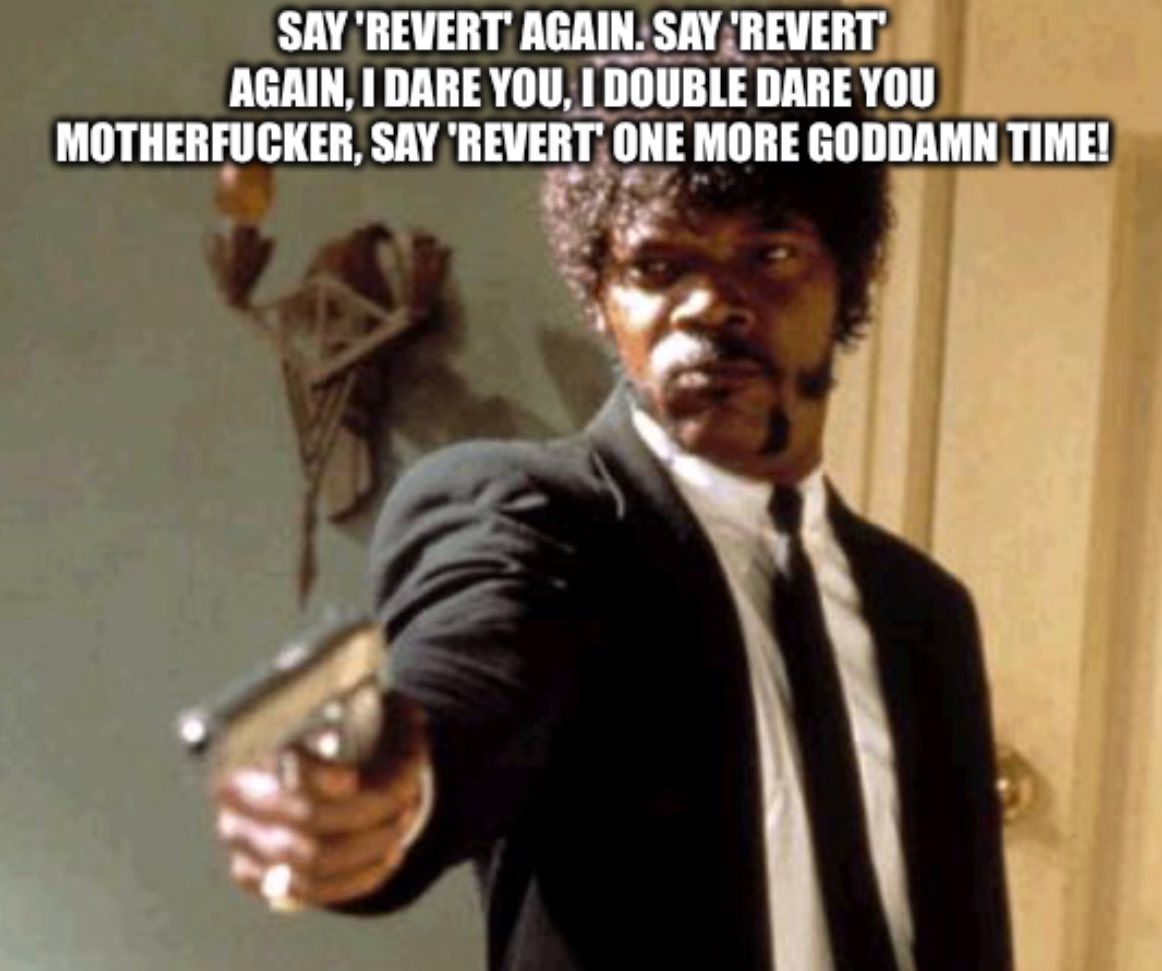 SAY 'REVERT' AGAIN. SAY 'REVERT'
AGAIN, I DARE YOU, I DOUBLE DARE YOU
MOTHERFUCKER, SAY 'REVERT' ONE MORE GODDAMN TIME!